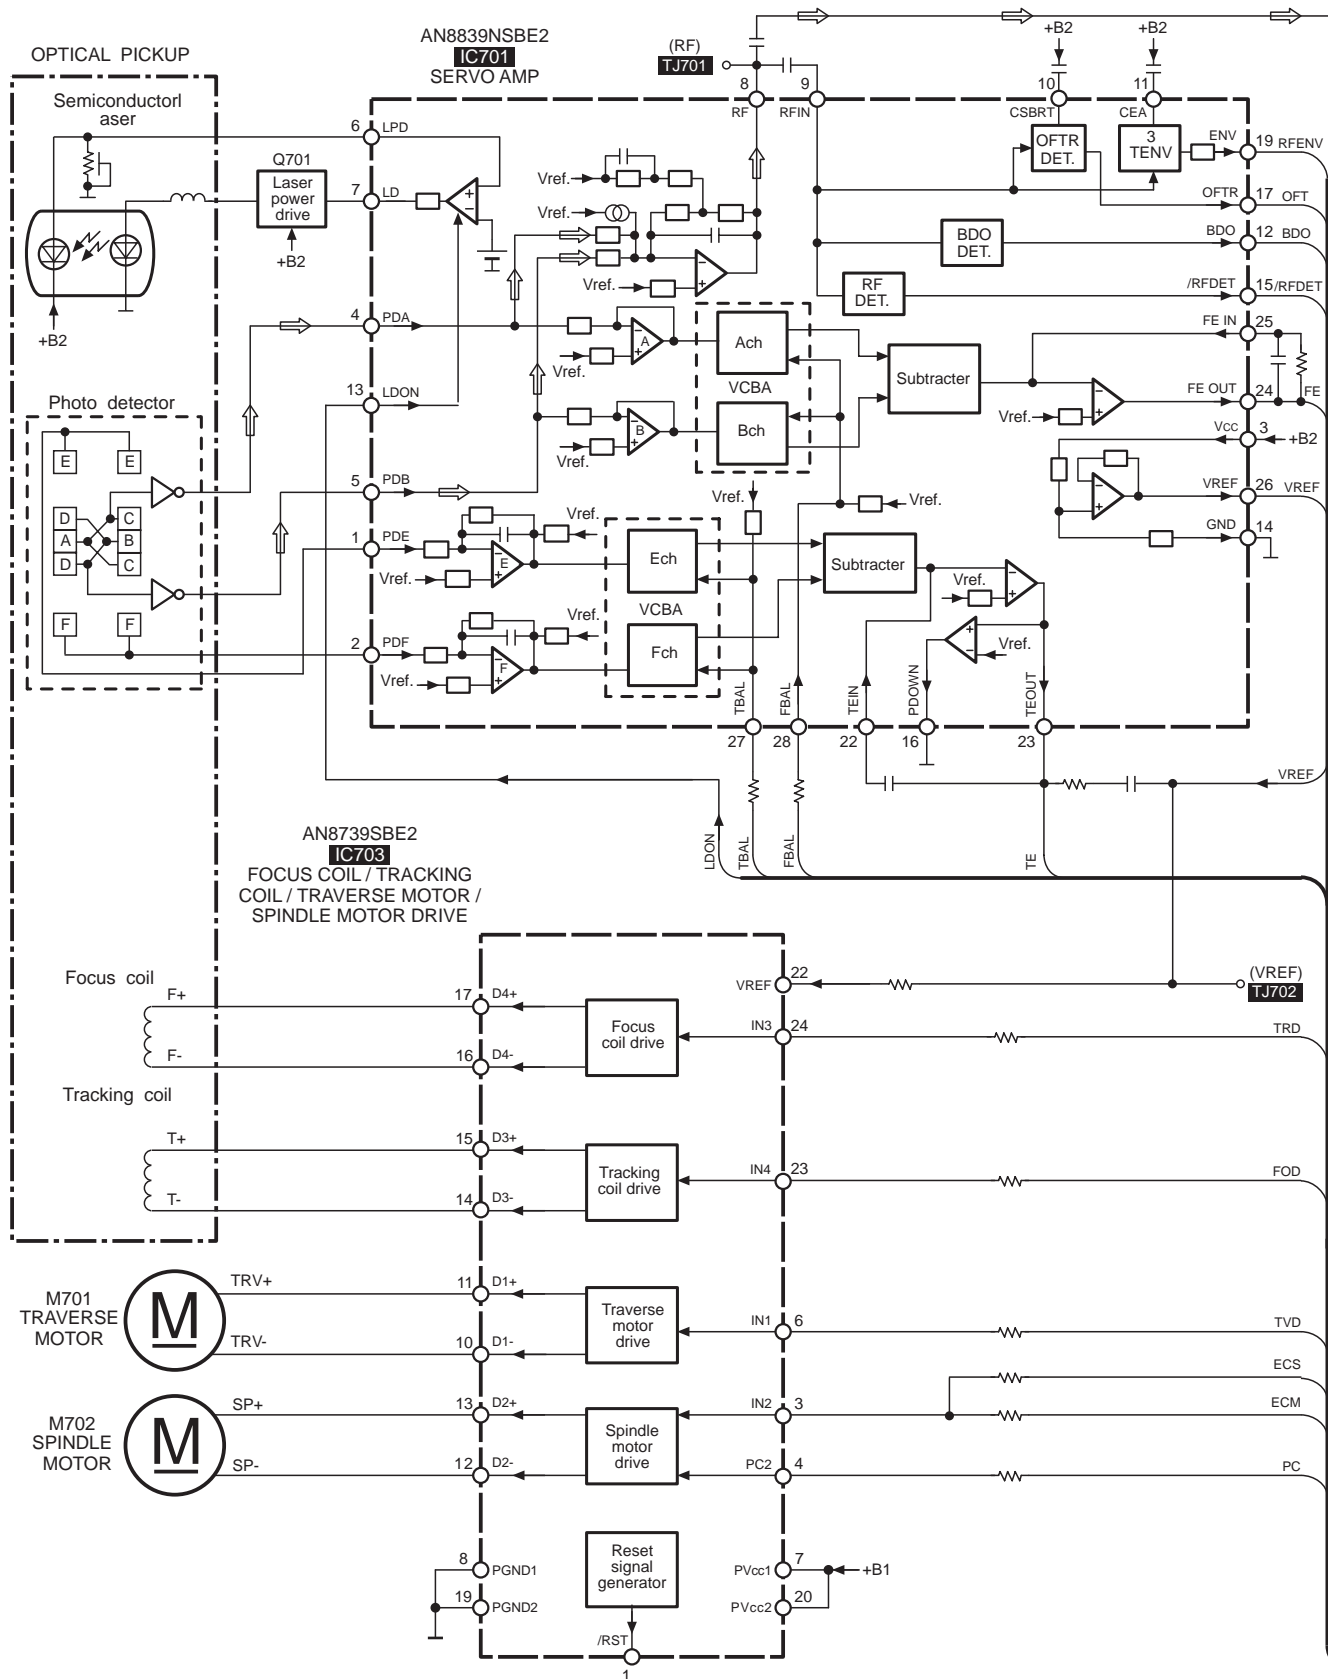 OPTICAL PICKUP
Semiconductorl
aser
+B2
Q701
Laser
power
drive
+B2
Photo detector
E
E
D
A
D
C
B
C
F
F
AN8839NSBE2
IC701
SERVO AMP
(RF)
TJ701
+B2
+B2
8
RF
9
RFIN
10
CSBRT
11
CEA
6
LPD
7
LD
4
PDA
13
LDON
5
PDB
1
PDE
2
PDF
+
-
Vref.
Vref.
Vref.
-
+
OFTR
DET.
3
TENV
ENV
19
RFENV
OFTR
17
OFT
BDO
DET.
BDO
12
BDO
RF
DET.
/RFDET
15
/RFDET
FE IN
25
FE OUT
24
FE
Vcc
3
+B2
VREF
26
VREF
GND
14
-
+
A
Vref.
-
+
B
Vref.
Ach
VCBA
Bch
Subtracter
Vref.
-
+
-
+
Vref.
Vref.
Vref.
-
+
E
Vref.
Vref.
-
+
F
Vref.
Ech
VCBA
Fch
Subtracter
Vref.
-
+
+
-
Vref.
TBAL
FBAL
TEIN
PDOWN
TEOUT
27
28
22
16
23
VREF
LDON
TBAL
FBAL
TE
AN8739SBE2
IC703
FOCUS COIL / TRACKING
COIL / TRAVERSE MOTOR /
SPINDLE MOTOR DRIVE
VREF
22
(VREF)
TJ702
Focus coil
F+
17
D4+
Focus
coil drive
IN3
24
TRD
F-
16
D4-
Tracking coil
T+
15
D3+
Tracking
coil drive
IN4
23
FOD
T-
14
D3-
M701
TRAVERSE
MOTOR
M
TRV+
11
D1+
Traverse
motor
drive
IN1
6
TVD
TRV-
10
D1-
ECS
M702
SPINDLE
MOTOR
M
SP+
13
D2+
Spindle
motor
drive
IN2
3
ECM
SP-
12
D2-
PC2
4
PC
8
PGND1
Reset
signal
generator
PVcc1
7
+B1
19
PGND2
PVcc2
20
/RST
1